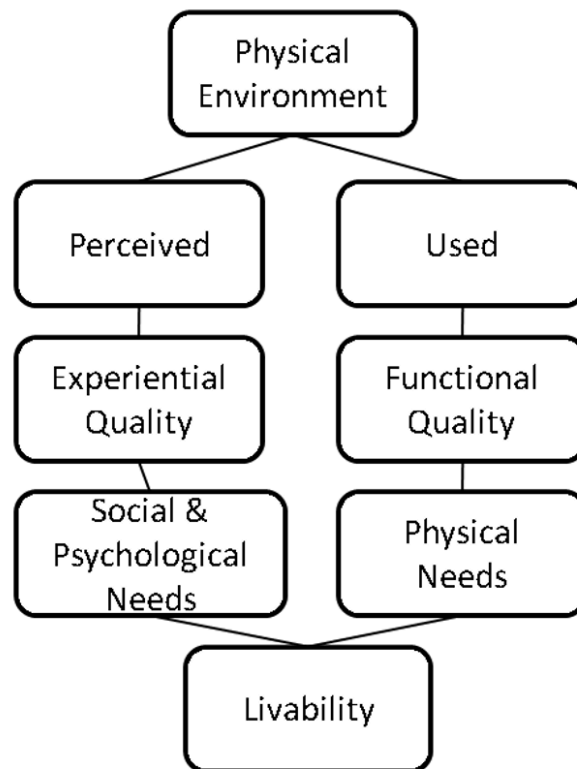 Physical
Environment
Perceived
Used
Experiential
Quality
Functional
Quality
Social &
Psychological
Needs
Physical
Needs
Livability